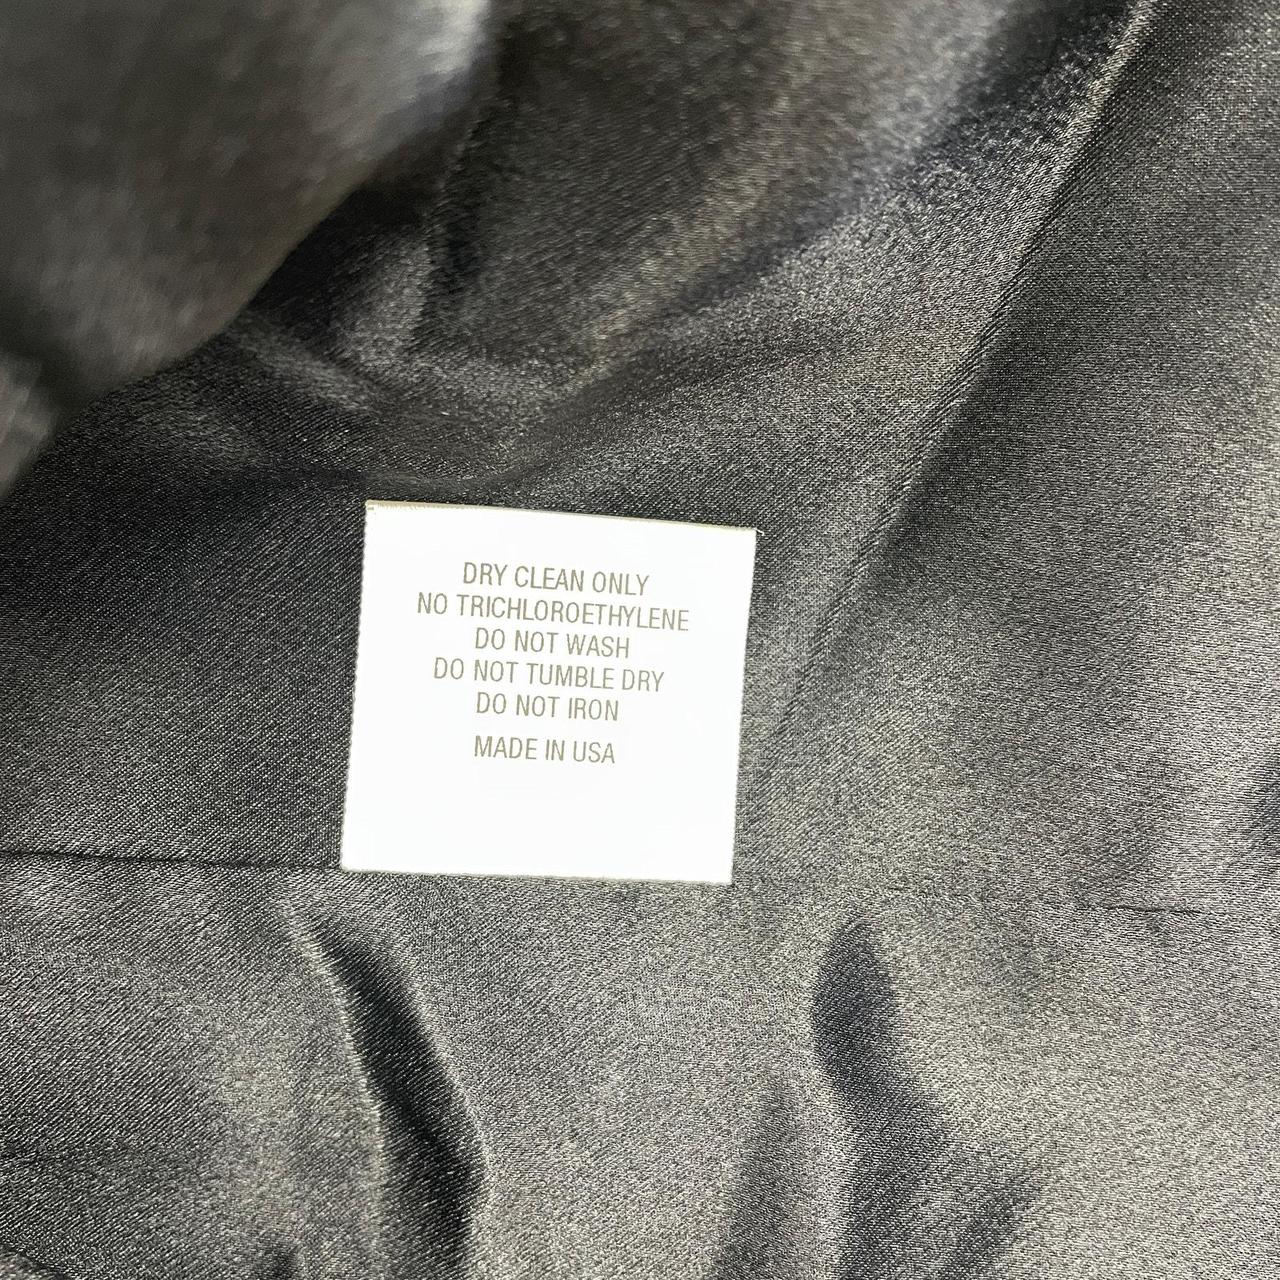 DRY CLEAN ONLY
NO TRICHLOROETHYLENE
DO NOT WASH
DO NOT TUMBLE DRY
DO NOT IRON
MADE IN USA